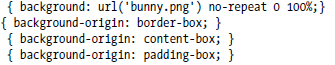 { background: url('bunny.png') no-repeat 0 100%;}
{ background-origin: border-box; }
{ background-origin: content-box; }
{ background-origin: padding-box; }